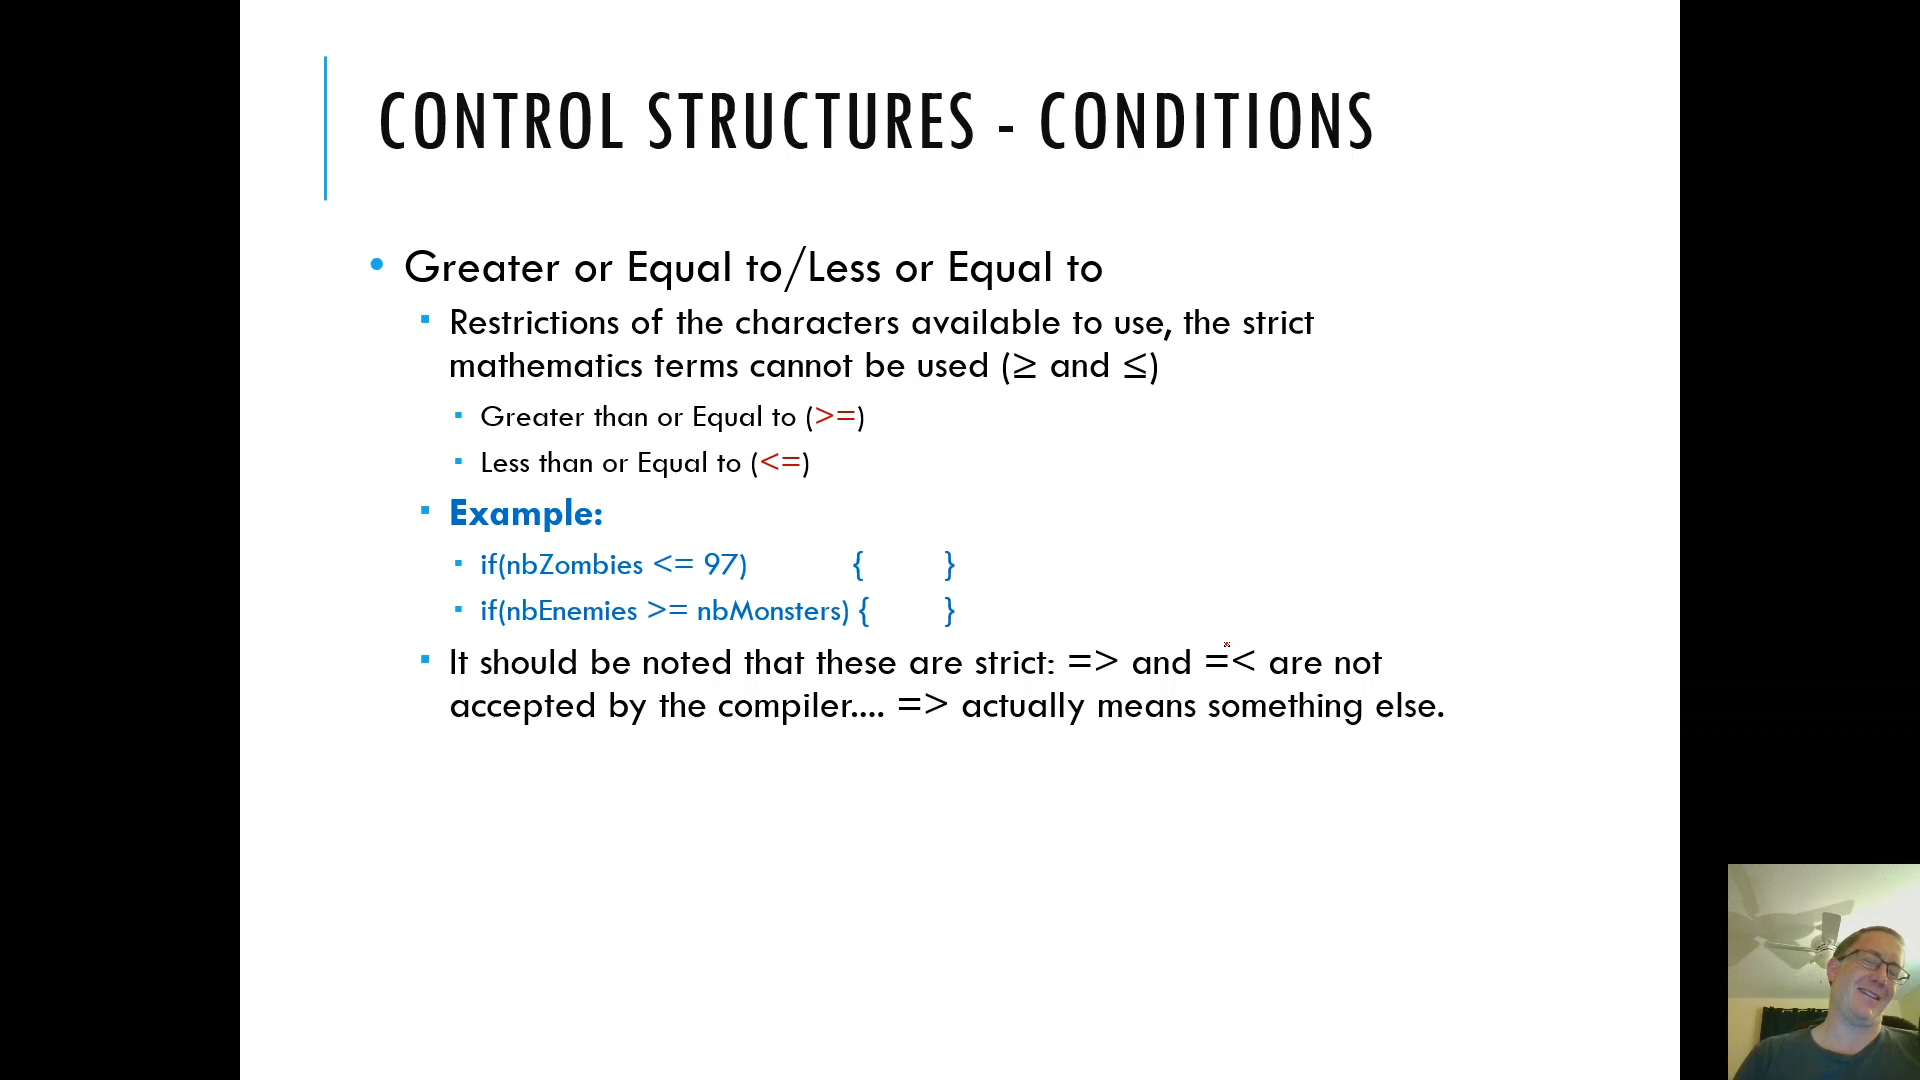 CONTROL STRUCTURES - CONDITIONS
Greater or Equal to/Less or Equal to
Restrictions of the characters available to use, the strict
mathematics terms cannot be used (≥ and ≤)
Greater than or Equal to (>=)
Less than or Equal to (<=)
Example:
if(nbZombies <= 97) { }
if(nbEnemies >= nbMonsters) { }
It should be noted that these are strict: => and =< are not
accepted by the compiler.... => actually means something else.